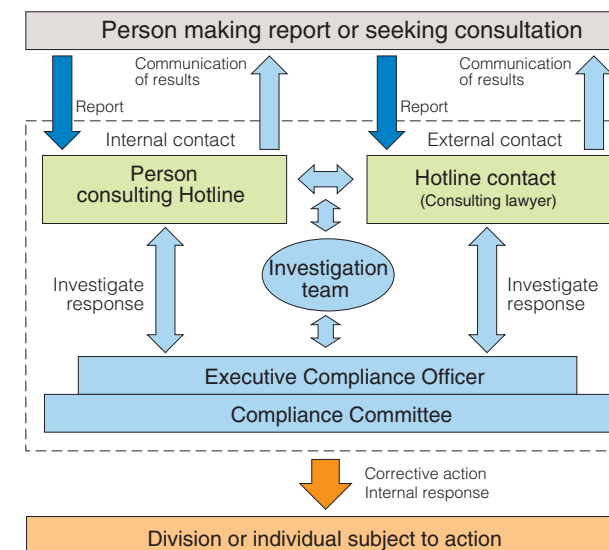 Person making report or seeking consultation
Communication
of results
Communication
of results
Report
Report
Internal contact
External contact
Person
consulting Hotline
Hotline contact
(Consulting lawyer)
Investigation
team
Investigate
response
Investigate
response
Executive Compliance Officer
Compliance Committee
Corrective action
Internal response
Division or individual subject to action